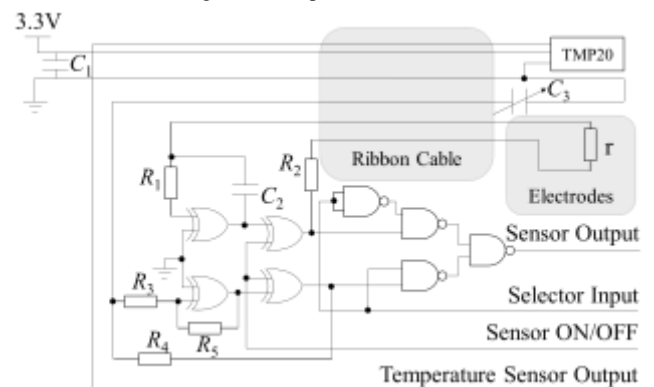 3.3V
C1
TMP20
C3
R1
R2
Ribbon Cable
r
C2
Electrodes
Sensor Output
R3
Selector Input
R5
Sensor ON/OFF
R4
Temperature Sensor Output